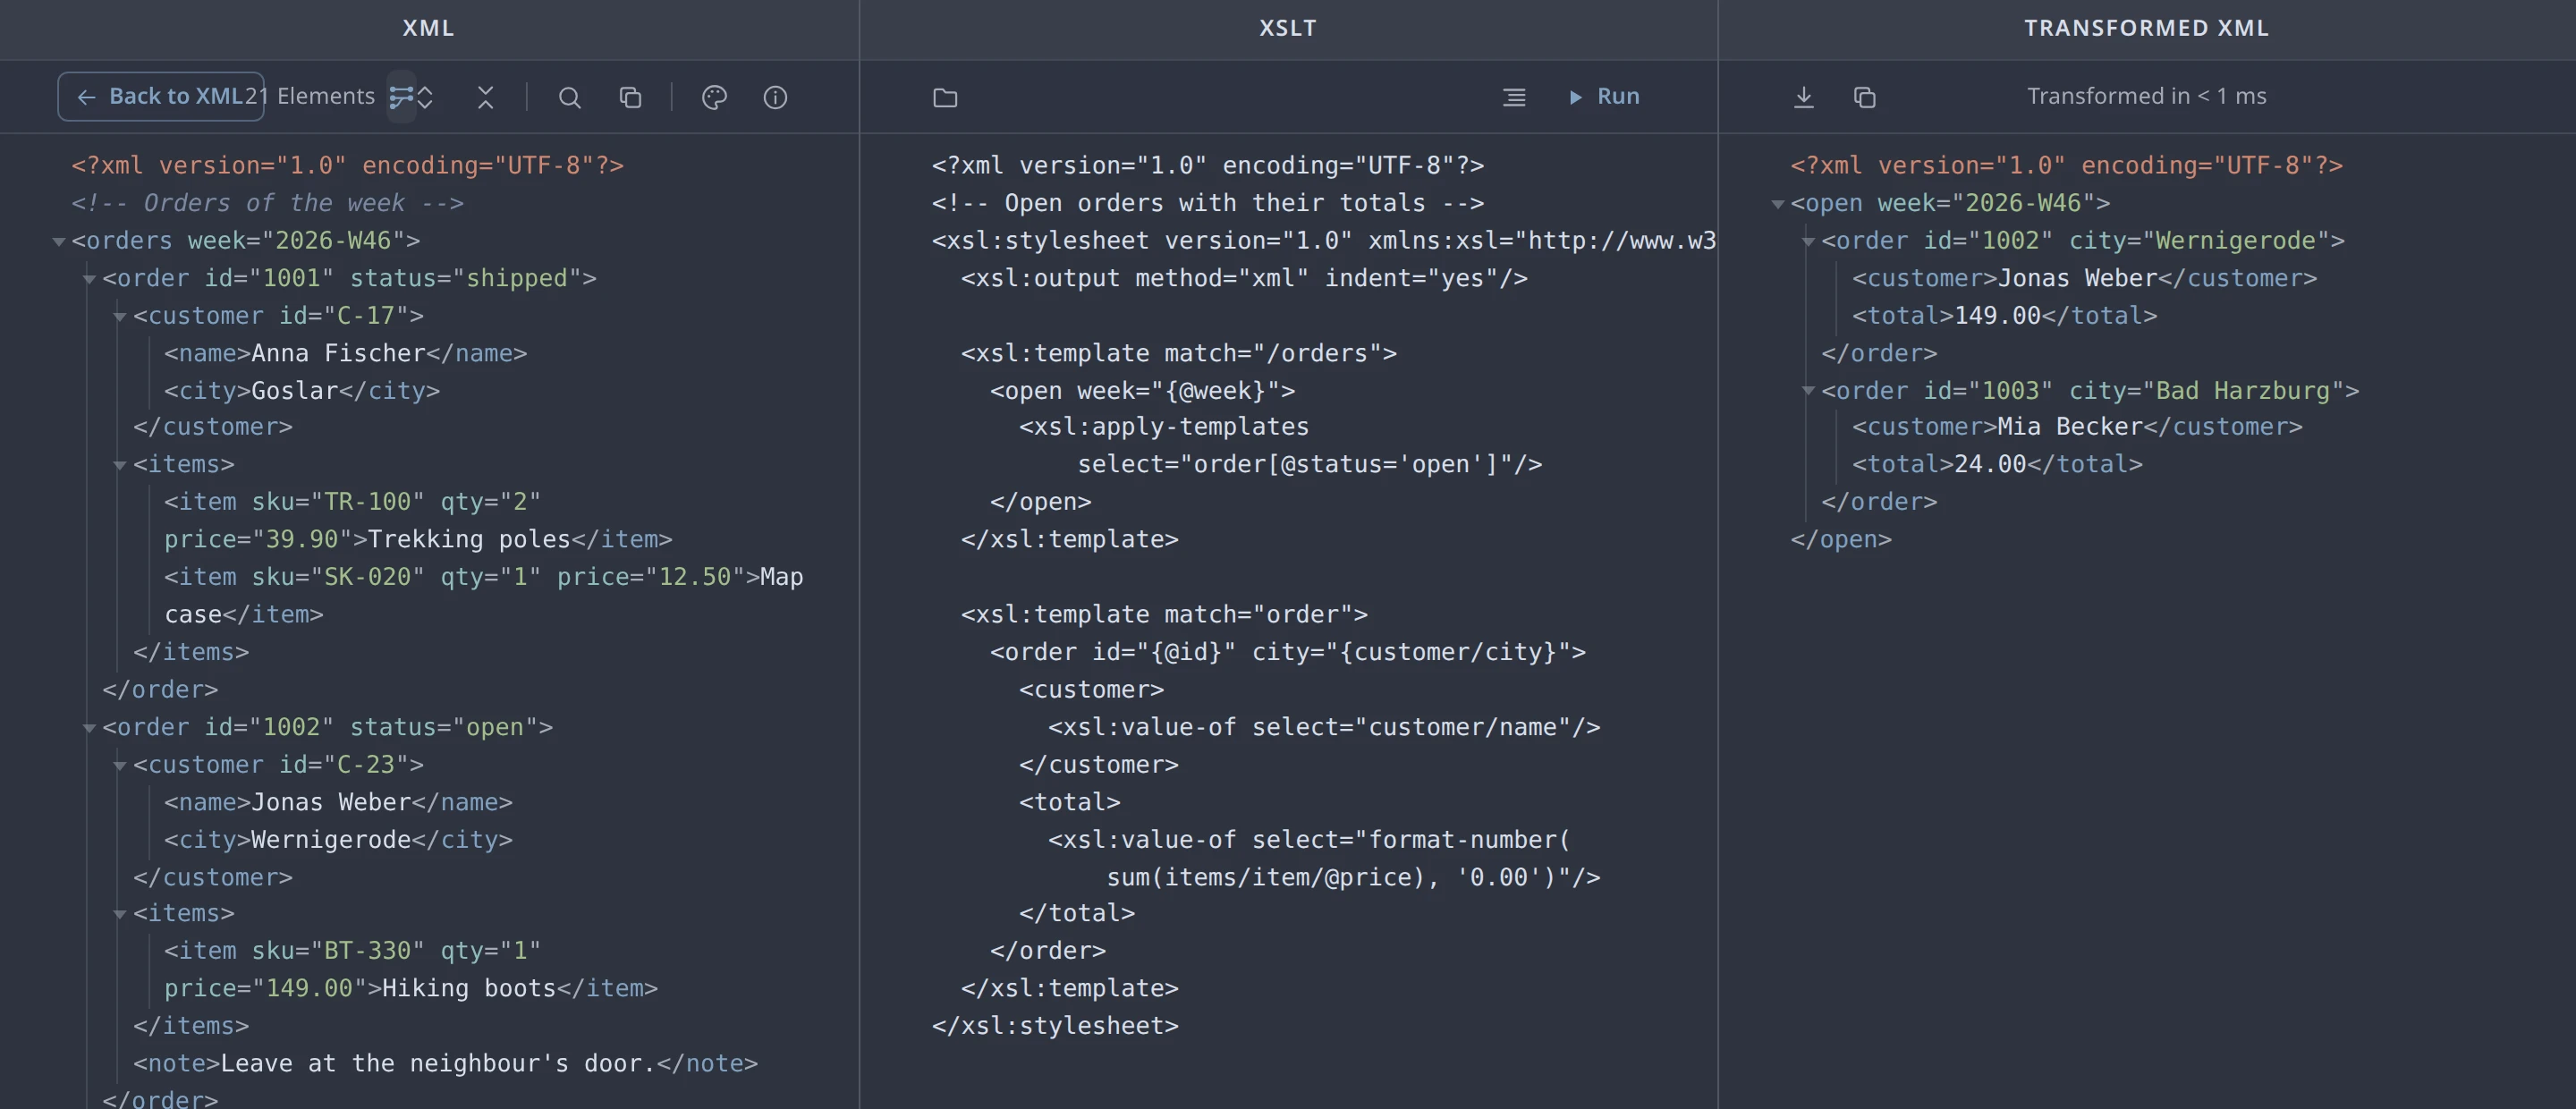 XML
Back to XML
21 Elements
<?xml version="1.0" encoding="UTF-8"?>
<!-- Orders of the week -->
<orders week="2026-W46">
<order id="1001" status="shipped">
<customer id="C-17">
<name>Anna Fischer</name>
<city>Goslar</city>
</customer>
<items>
<item sku="TR-100" qty="2"
price="39.90">Trekking poles</item>
<item sku="SK-020" qty="1" price="12.50">Map
case</item>
</items>
</order>
<order id="1002" status="open">
<customer id="C-23">
<name>Jonas Weber</name>
<city>Wernigerode</city>
</customer>
<items>
<item sku="BT-330" qty="1"
price="149.00">Hiking boots</item>
</items>
<note>Leave at the neighbour's door.</note>
</order>
XSLT
Run
<?xml version="1.0" encoding="UTF-8"?>
<!-- Open orders with their totals -->
<xsl:stylesheet version="1.0" xmlns:xsl="http://www.w3
<xsl:output method="xml" indent="yes"/>
<xsl:template match="/orders">
<open week="{@week}">
<xsl:apply-templates
select="order[@status='open']"/>
</open>
</xsl:template>
<xsl:template match="order">
<order id="{@id}" city="{customer/city}">
<customer>
<xsl:value-of select="customer/name"/>
</customer>
<total>
<xsl:value-of select="format-number(
sum(items/item/@price), '0.00')"/>
</total>
</order>
</xsl:template>
</xsl:stylesheet>
TRANSFORMED XML
Transformed in < 1 ms
<?xml version="1.0" encoding="UTF-8"?>
<open week="2026-W46">
<order id="1002" city="Wernigerode">
<customer>Jonas Weber</customer>
<total>149.00</total>
</order>
<order id="1003" city="Bad Harzburg">
<customer>Mia Becker</customer>
<total>24.00</total>
</order>
</open>